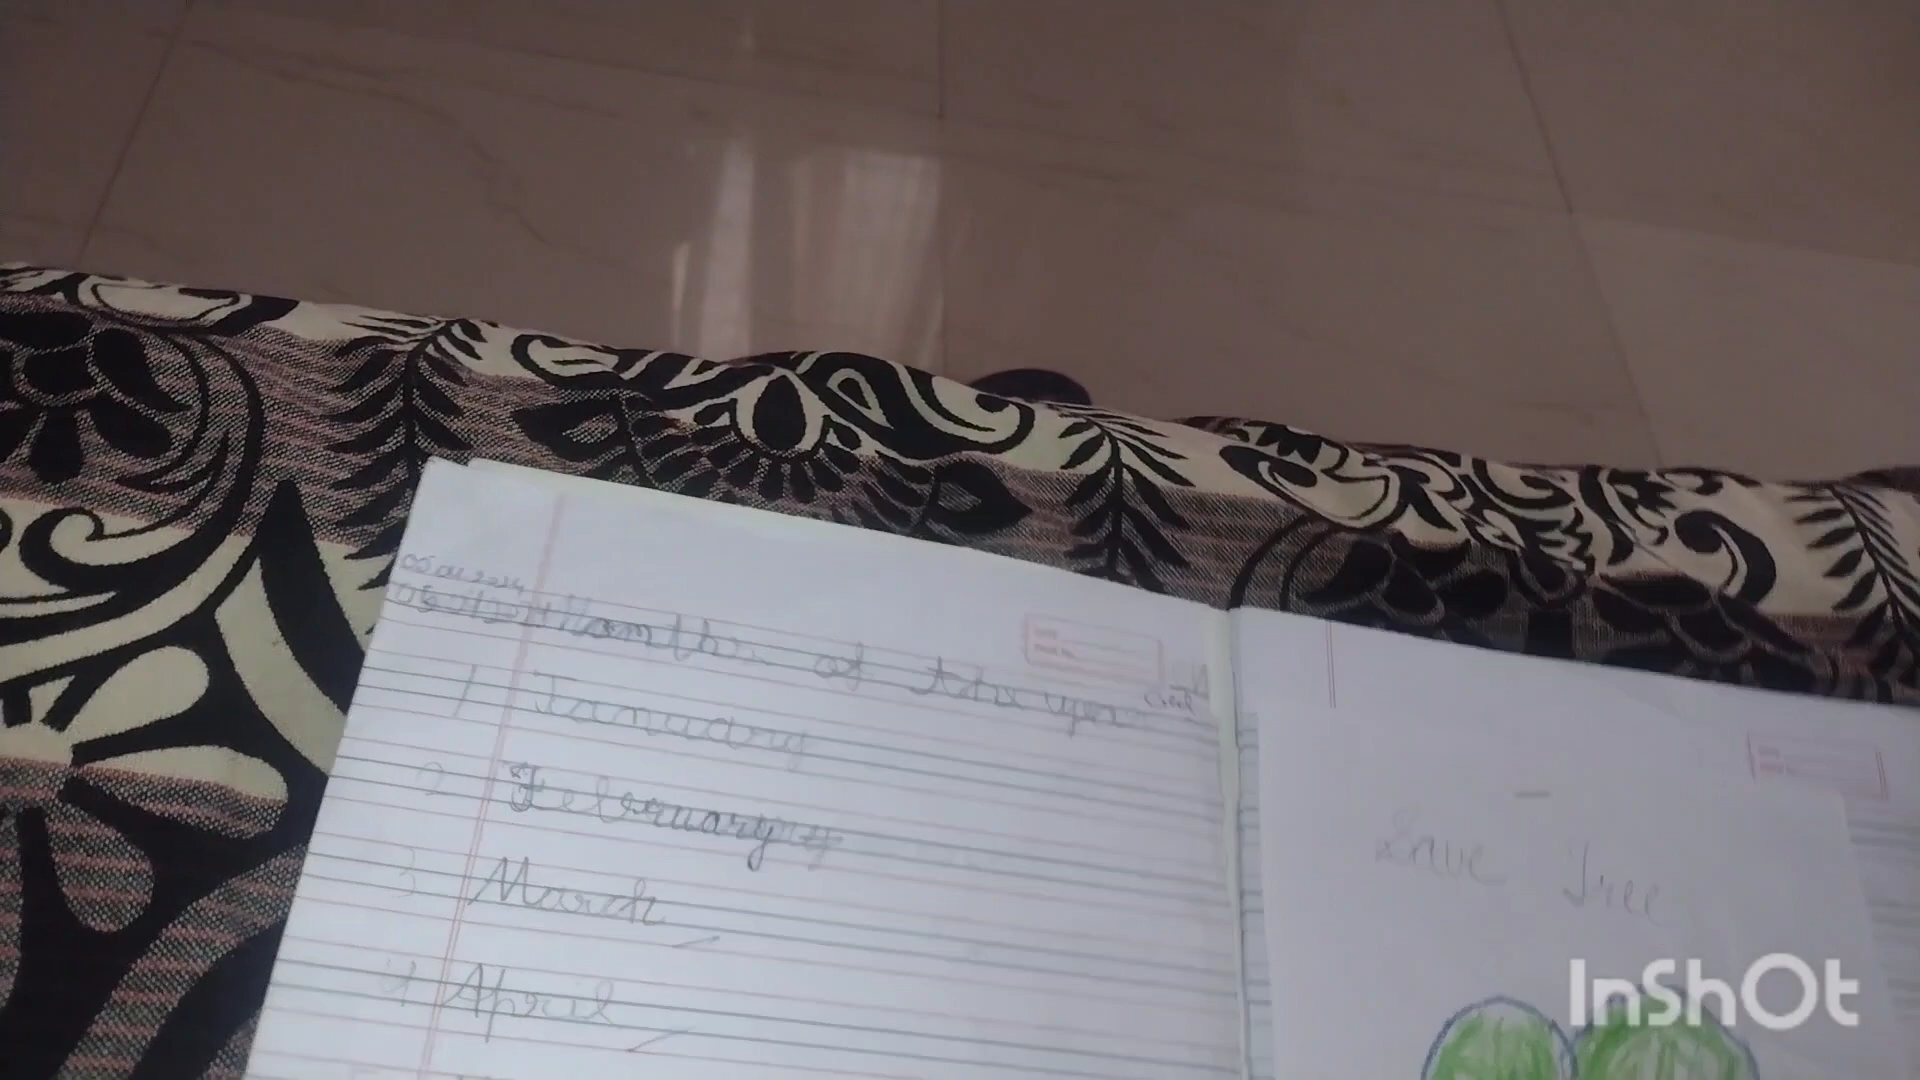 Months of the year
1 January
2 February
3 March
4 April
Save Tree
InShOt